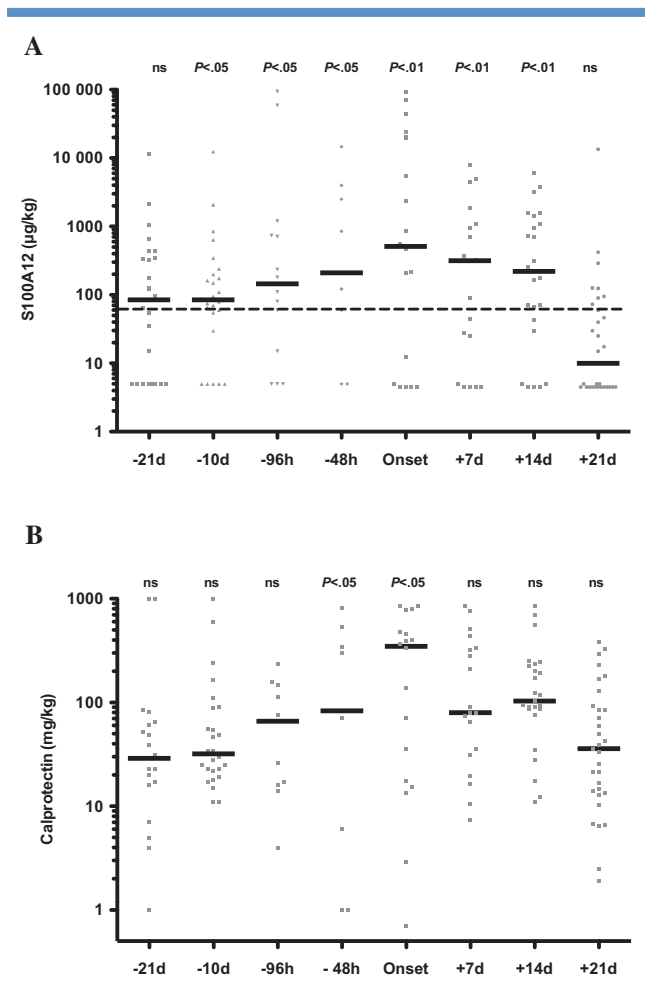 A
ns P<.05 P<.05 P<.05 P<.01 P<.01 P<.01 ns
100 000
10 000
1000
100
10
1
S100A12 (µg/kg)
-21d -10d -96h -48h Onset +7d +14d +21d
B
ns ns ns P<.05 P<.05 ns ns ns
1000
100
10
1
Calprotectin (mg/kg)
-21d -10d -96h - 48h Onset +7d +14d +21d